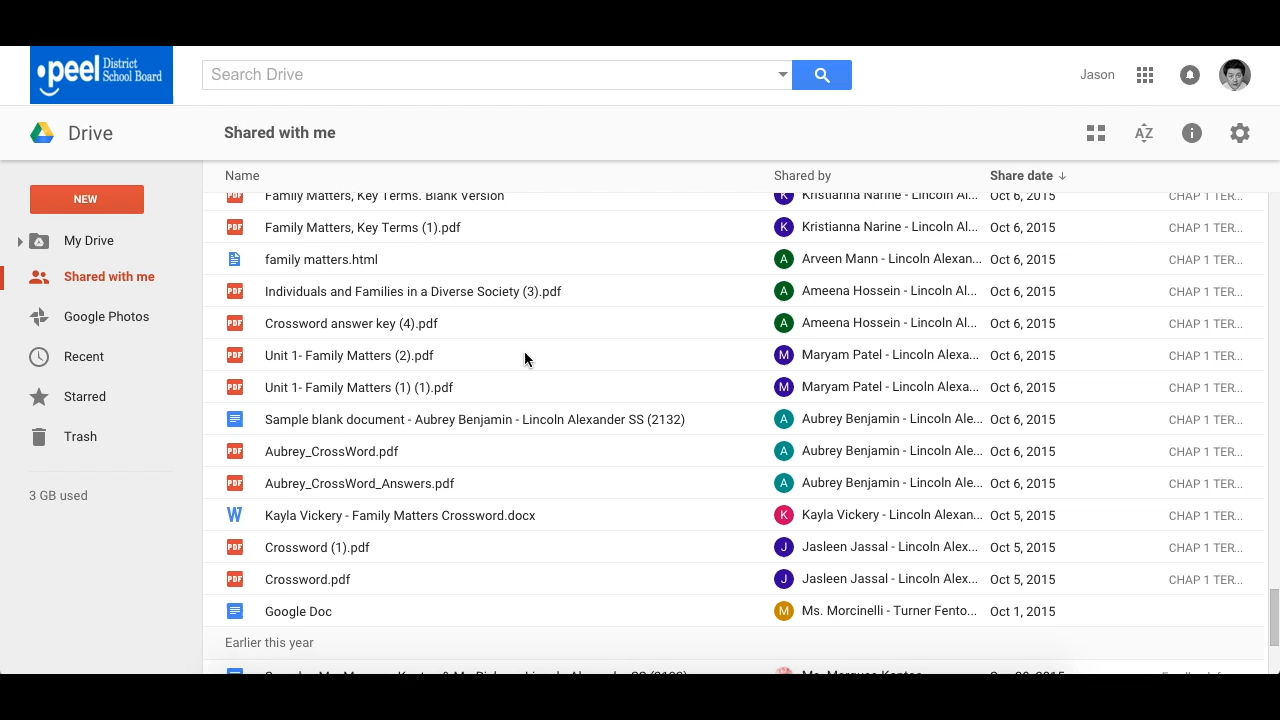 peel District
School Board
Search Drive
Jason
Drive
Shared with me
NEW
My Drive
Shared with me
Google Photos
Recent
Starred
Trash
3 GB used
Name Shared by Share date ↓
Family Matters, Key Terms. Blank Version Kristianna Narine - Lincoln Al... Oct 6, 2015 CHAP 1 TER...
Family Matters, Key Terms (1).pdf K Kristianna Narine - Lincoln Al... Oct 6, 2015 CHAP 1 TER...
family matters.html A Arveen Mann - Lincoln Alexan... Oct 6, 2015 CHAP 1 TER...
Individuals and Families in a Diverse Society (3).pdf A Ameena Hossein - Lincoln Al... Oct 6, 2015 CHAP 1 TER...
Crossword answer key (4).pdf A Ameena Hossein - Lincoln Al... Oct 6, 2015 CHAP 1 TER...
Unit 1- Family Matters (2).pdf M Maryam Patel - Lincoln Alexa... Oct 6, 2015 CHAP 1 TER...
Unit 1- Family Matters (1) (1).pdf M Maryam Patel - Lincoln Alexa... Oct 6, 2015 CHAP 1 TER...
Sample blank document - Aubrey Benjamin - Lincoln Alexander SS (2132) A Aubrey Benjamin - Lincoln Ale... Oct 6, 2015 CHAP 1 TER...
Aubrey_CrossWord.pdf A Aubrey Benjamin - Lincoln Ale... Oct 6, 2015 CHAP 1 TER...
Aubrey_CrossWord_Answers.pdf A Aubrey Benjamin - Lincoln Ale... Oct 6, 2015 CHAP 1 TER...
Kayla Vickery - Family Matters Crossword.docx K Kayla Vickery - Lincoln Alexan... Oct 5, 2015 CHAP 1 TER...
Crossword (1).pdf J Jasleen Jassal - Lincoln Alex... Oct 5, 2015 CHAP 1 TER...
Crossword.pdf J Jasleen Jassal - Lincoln Alex... Oct 5, 2015 CHAP 1 TER...
Google Doc M Ms. Morcinelli - Turner Fento... Oct 1, 2015
Earlier this year